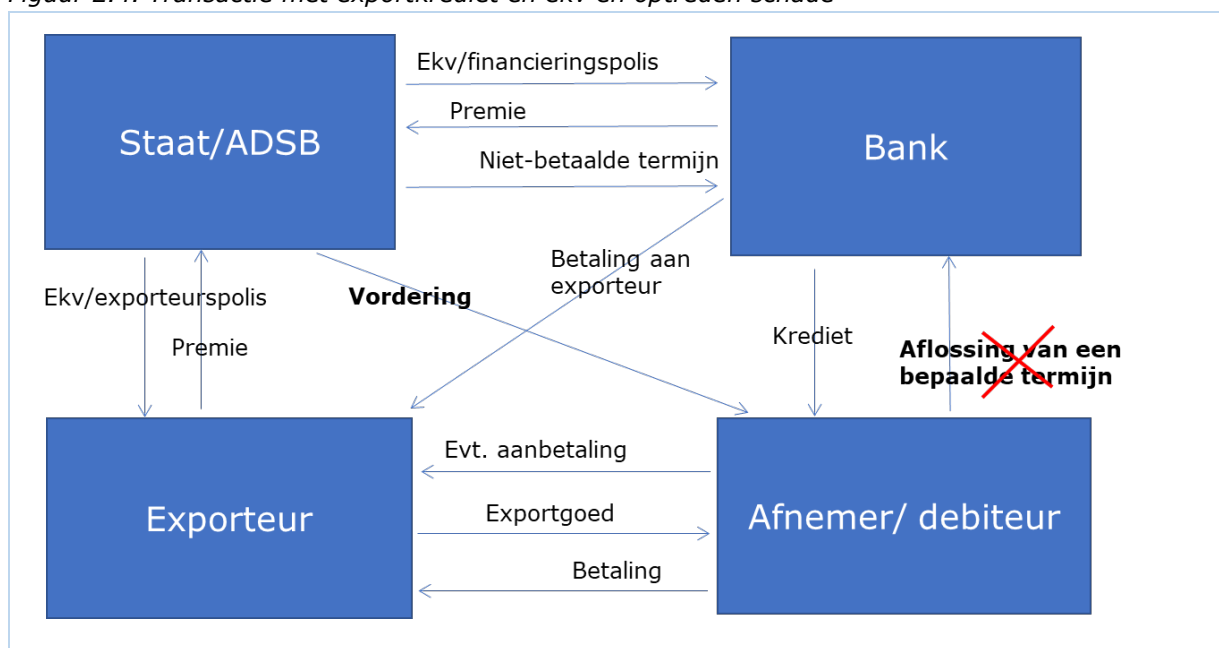 Figuur 2.4: Transactie met exportkrediet en ekv en optreden schade
Ekv/financieringspolis
Premie
Staat/ADSB
Bank
Niet-betaalde termijn
Betaling aan
exporteur
Ekv/exporteurspolis
Vordering
Krediet
Premie
Aflossing van een
bepaalde termijn
Evt. aanbetaling
Exporteur
Exportgoed
Afnemer/ debiteur
Betaling